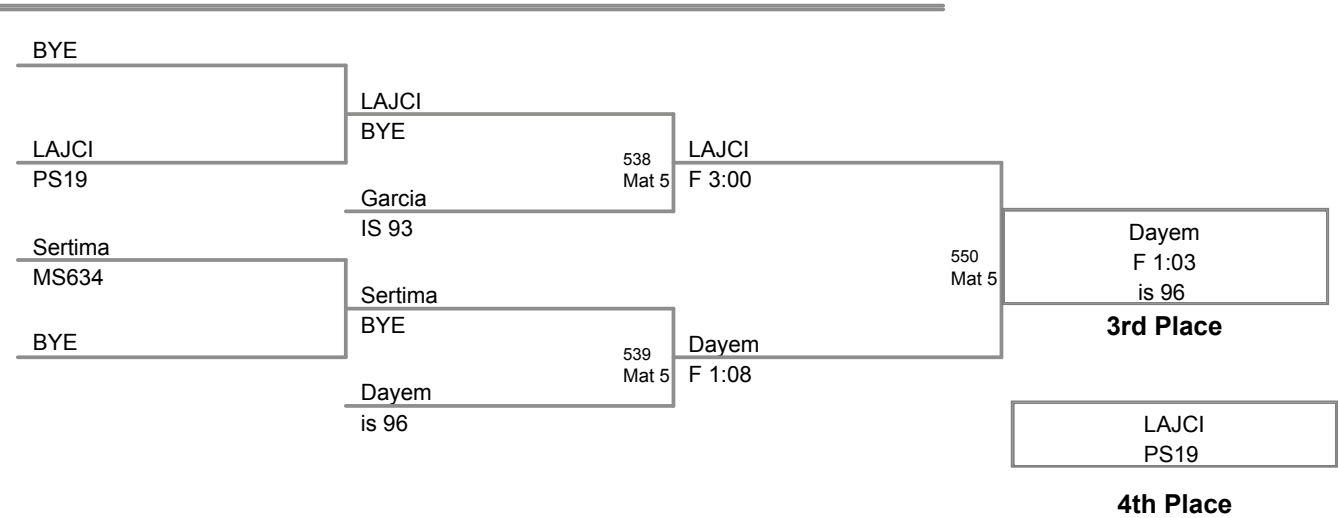 BYE
LAJCI
PS19
Sertima
MS634
BYE
LAJCI
BYE
Garcia
IS 93
Sertima
BYE
Dayem
is 96
538
Mat 5
LAJCI
F 3:00
539
Mat 5
Dayem
F 1:08
550
Mat 5
Dayem
F 1:03
is 96
3rd Place
LAJCI
PS19
4th Place